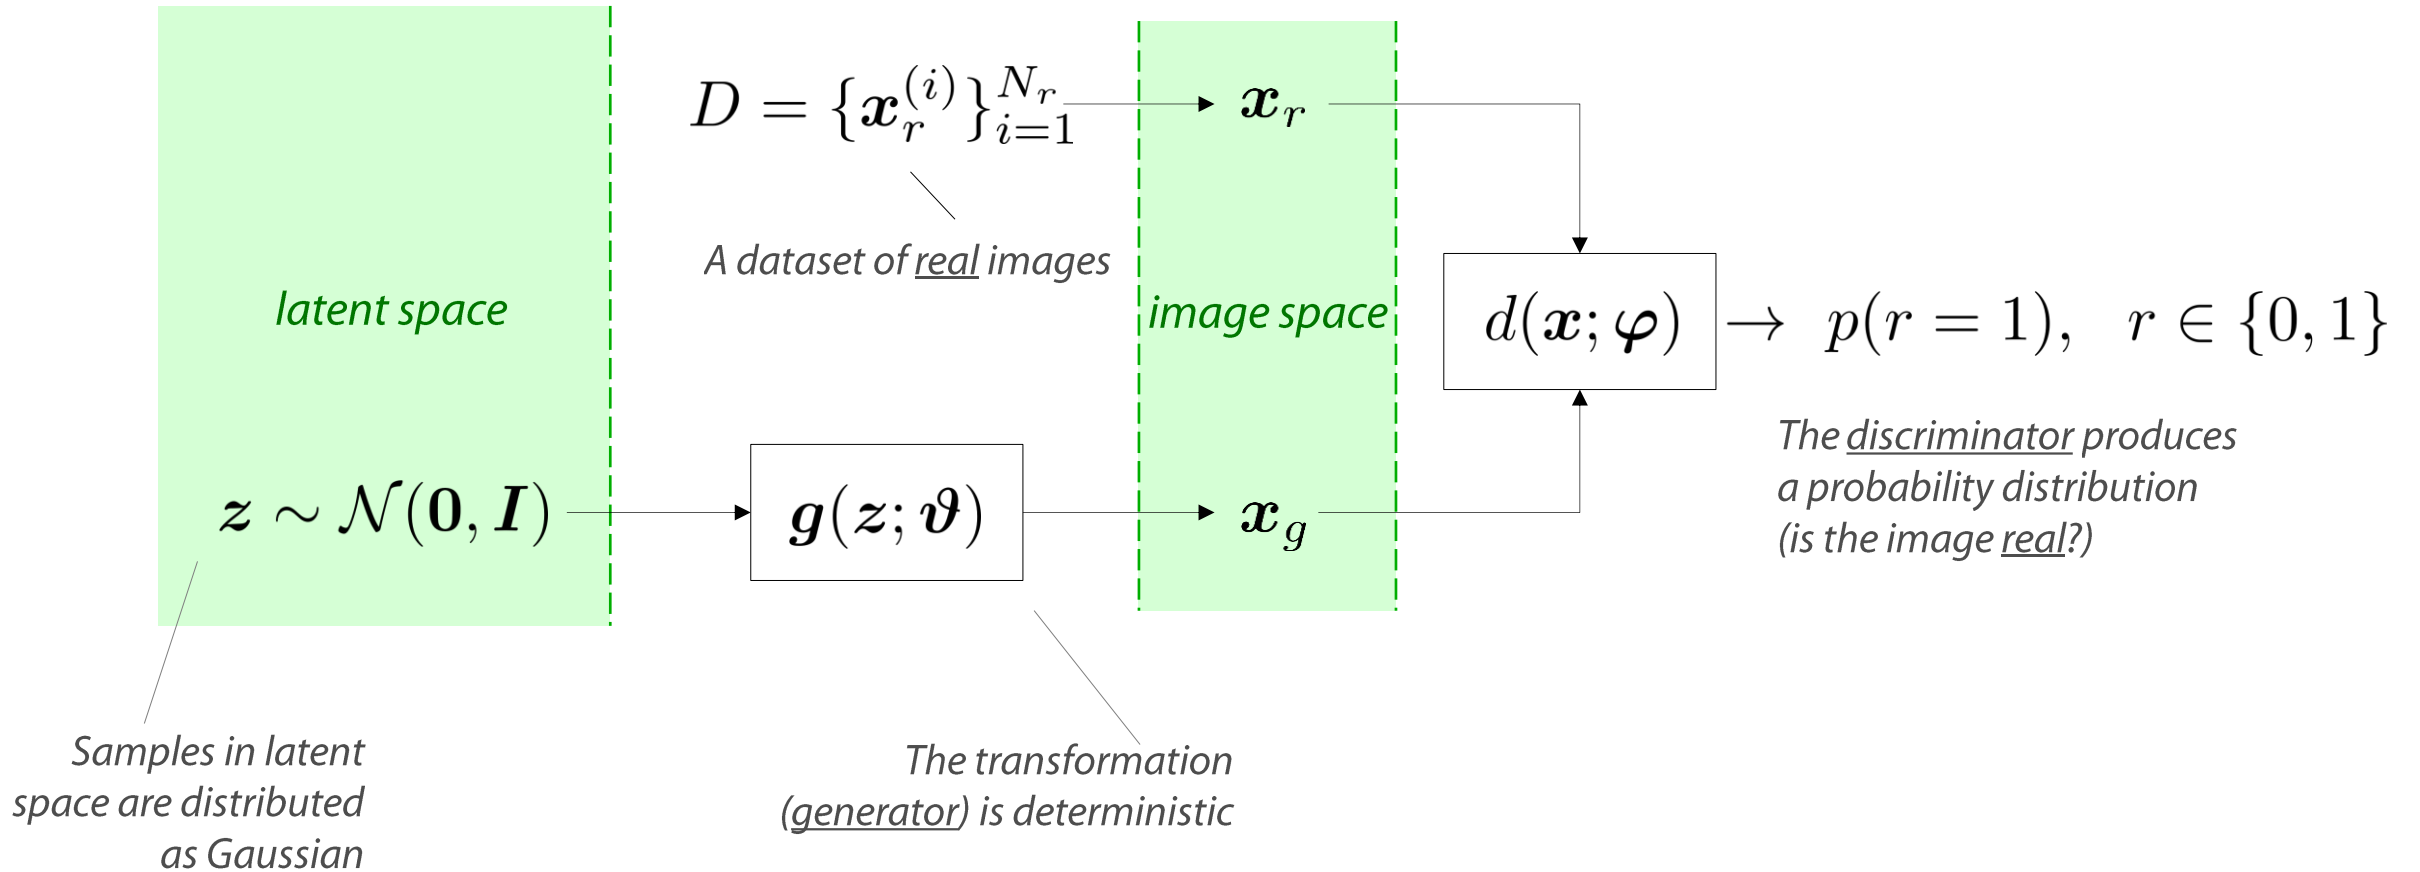 D = {x_r^{(i)}}_{i=1}^{N_r}
x_r
A dataset of real images
latent space
image space
d(x; φ) → p(r = 1), r ∈ {0, 1}
The discriminator produces
a probability distribution
(is the image real?)
z ∼ N(0, I)
g(z; ϑ)
x_g
Samples in latent
space are distributed
as Gaussian
The transformation
(generator) is deterministic